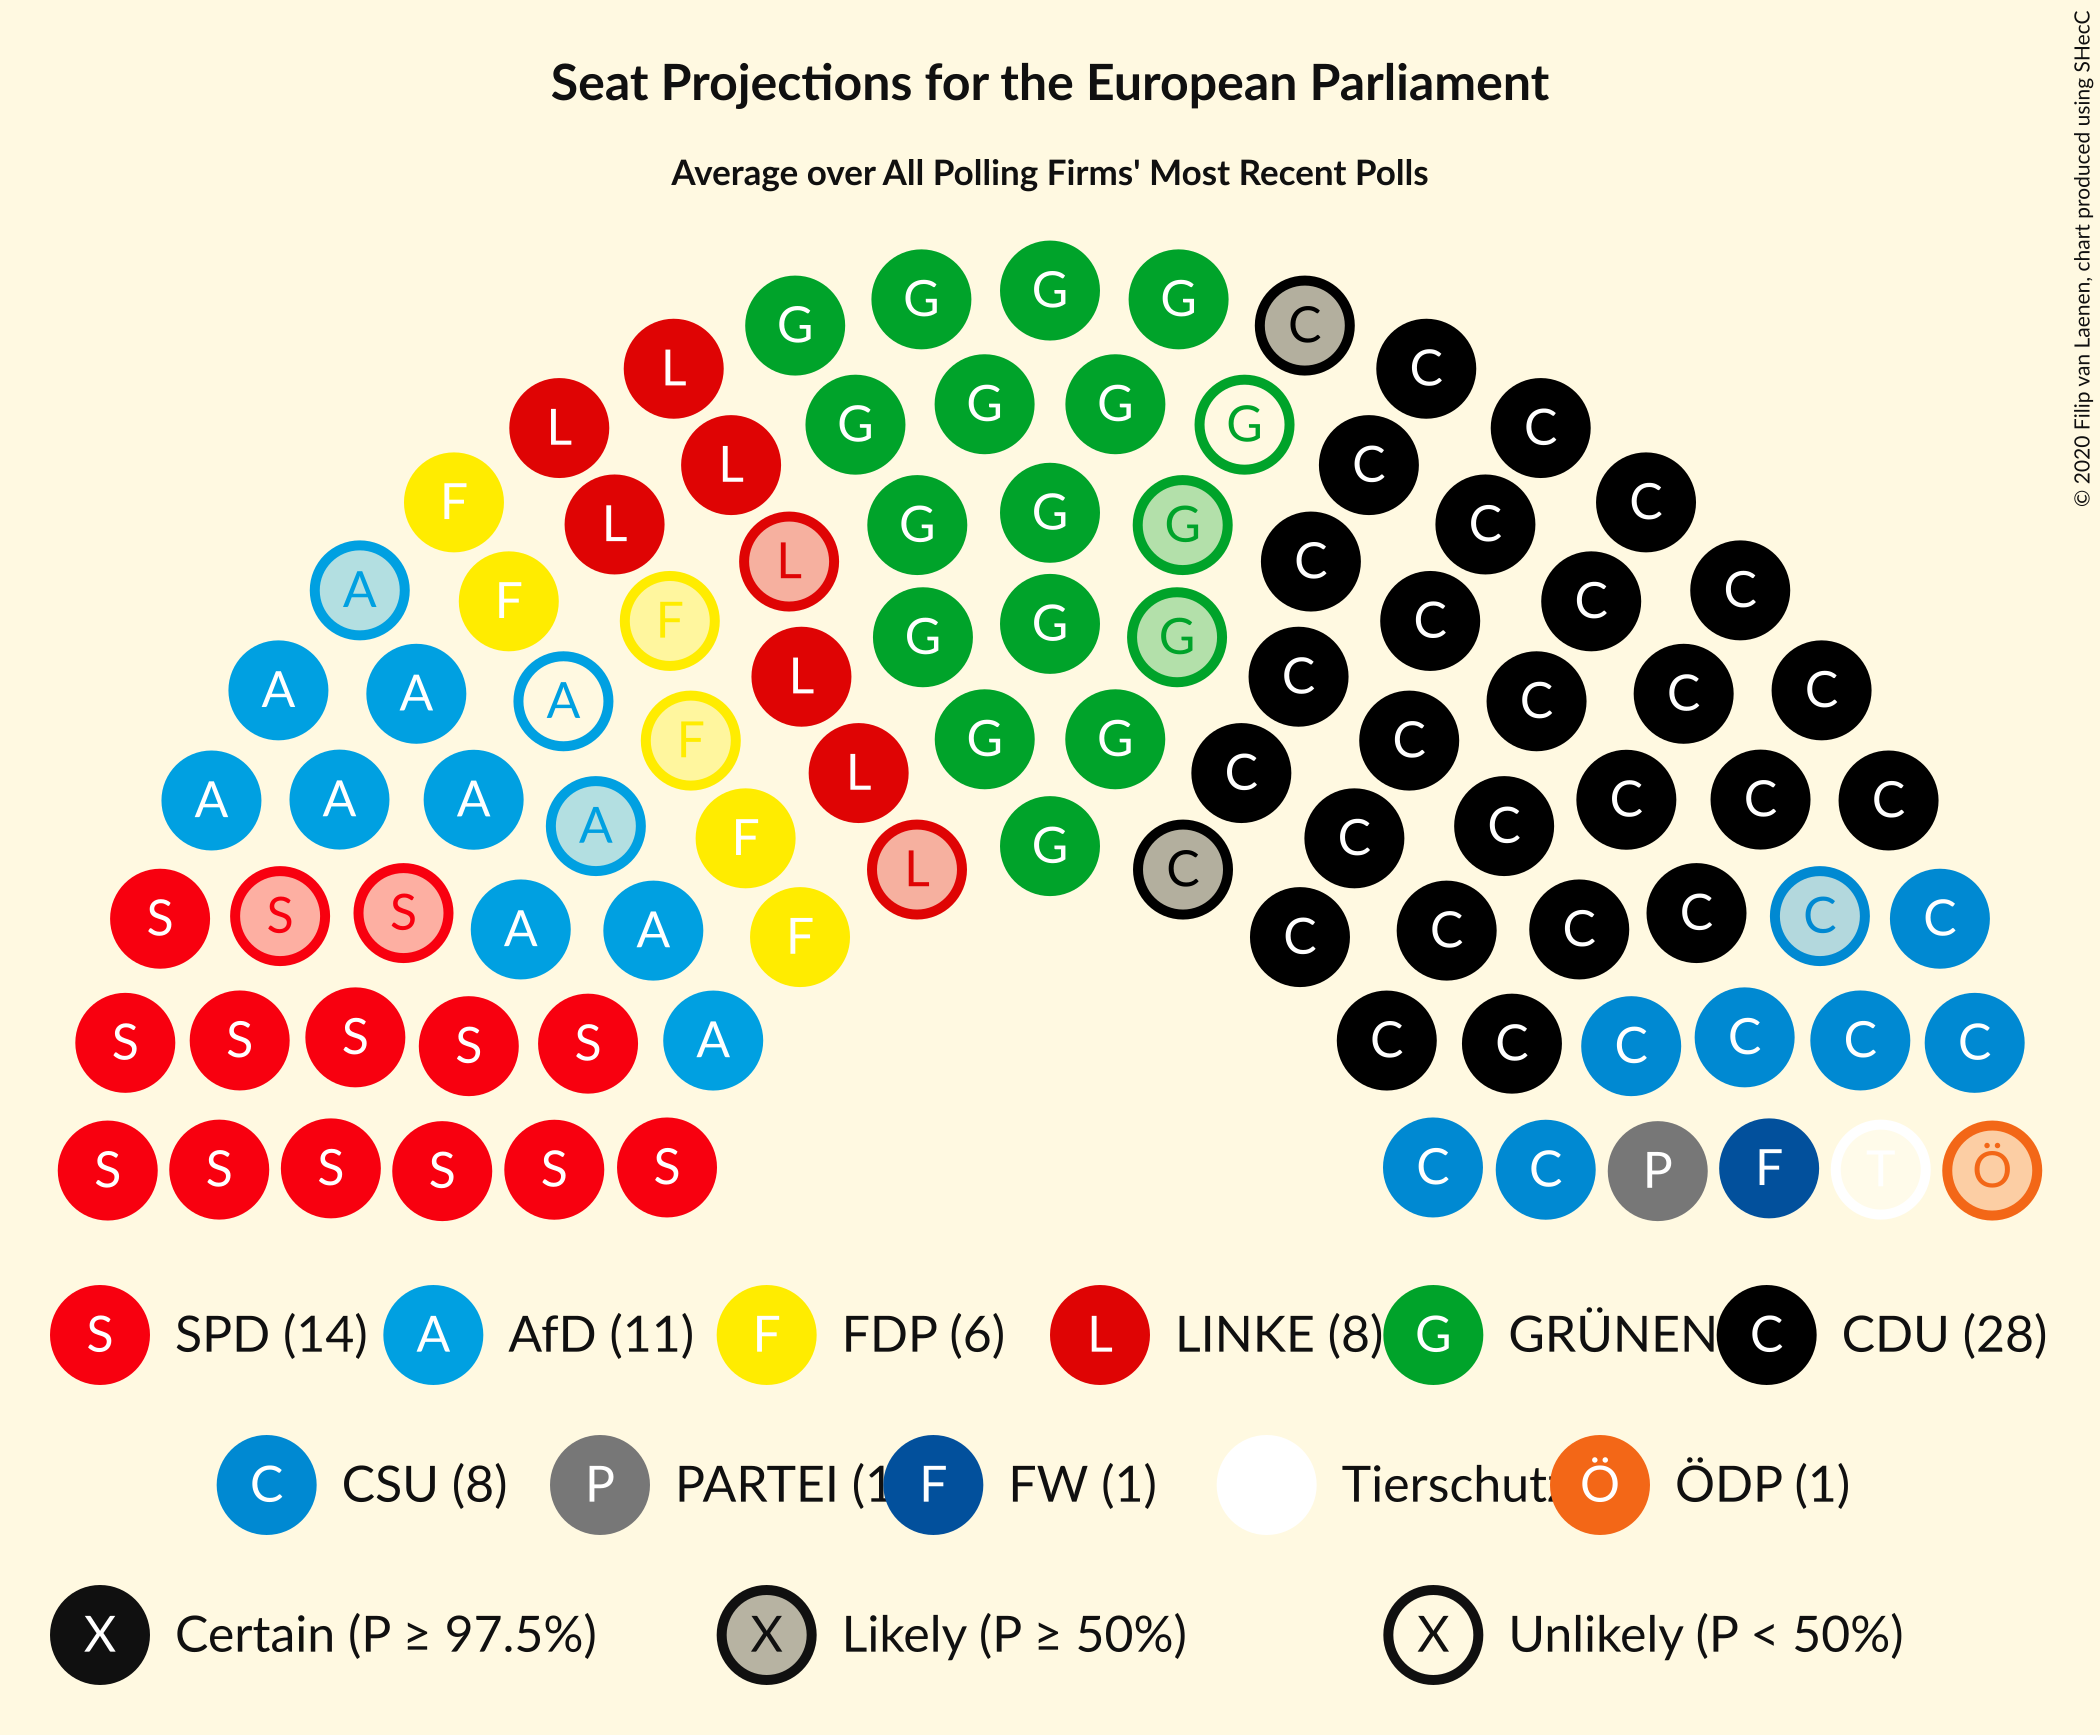 Seat Projections for the European Parliament
Average over All Polling Firms' Most Recent Polls
© 2020 Filip van Laenen, chart produced using SHecC
G G G G C
L G G G G C
L L G G G C C
F L L G G G C C C
A F F L G G G C C C C
A A A F L G G C C C C C
A A A A F L G C C C C C C
S S S A A F L C C C C C C C
S S S S S A C C C C C C
S S S S S S C C P F T Ö
S SPD (14) A AfD (11) F FDP (6) L LINKE (8) G GRÜNEN C CDU (28)
C CSU (8) P PARTEI (1 F FW (1) Tierschutz Ö ÖDP (1)
X Certain (P ≥ 97.5%) X Likely (P ≥ 50%) X Unlikely (P < 50%)